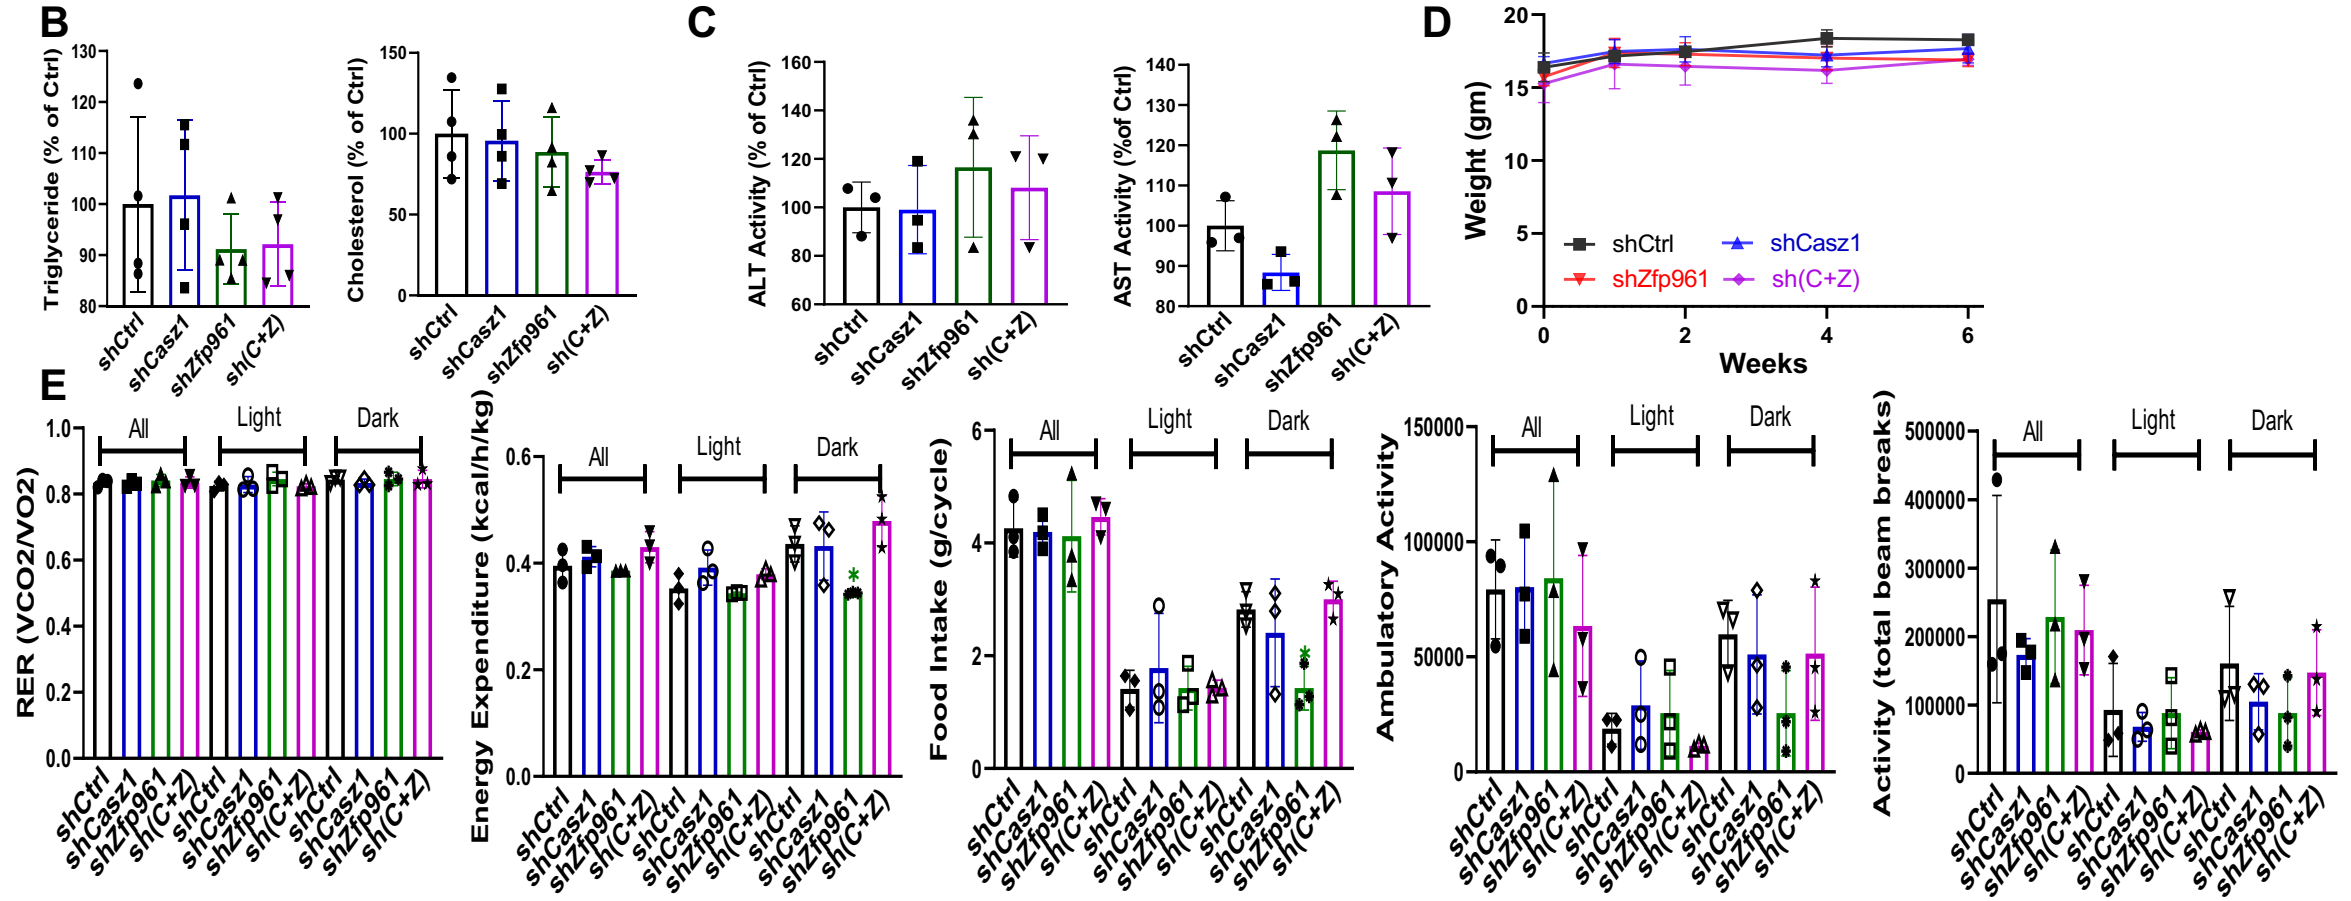 B
Triglyceride (% of Ctrl)
130
120
110
100
90
80
shCtrl
shCasz1
shZfp961
sh(C+Z)
Cholesterol (% of Ctrl)
150
100
50
0
shCtrl
shCasz1
shZfp961
sh(C+Z)
C
ALT Activity (% of Ctrl)
160
140
120
100
80
60
shCtrl
shCasz1
shZfp961
sh(C+Z)
AST Activity (%of Ctrl)
140
130
120
110
100
90
80
shCtrl
shCasz1
shZfp961
sh(C+Z)
D
Weight (gm)
20
15
10
5
0
shCtrl
shCasz1
shZfp961
sh(C+Z)
0
2
4
6
Weeks
E
RER (VCO2/VO2)
1.0
0.8
0.6
0.4
0.2
0.0
All
Light
Dark
shCtrl
shCasz1
shZfp961
sh(C+Z)
shCtrl
shCasz1
shZfp961
sh(C+Z)
shCtrl
shCasz1
shZfp961
sh(C+Z)
Energy Expenditure (kcal/h/kg)
0.6
0.4
0.2
0.0
All
Light
Dark
*
shCtrl
shCasz1
shZfp961
sh(C+Z)
shCtrl
shCasz1
shZfp961
sh(C+Z)
shCtrl
shCasz1
shZfp961
sh(C+Z)
Food Intake (g/cycle)
6
4
2
0
All
Light
Dark
*
shCtrl
shCasz1
shZfp961
sh(C+Z)
shCtrl
shCasz1
shZfp961
sh(C+Z)
shCtrl
shCasz1
shZfp961
sh(C+Z)
Ambulatory Activity
150000
100000
50000
0
All
Light
Dark
shCtrl
shCasz1
shZfp961
sh(C+Z)
shCtrl
shCasz1
shZfp961
sh(C+Z)
shCtrl
shCasz1
shZfp961
sh(C+Z)
Activity (total beam breaks)
500000
400000
300000
200000
100000
0
All
Light
Dark
shCtrl
shCasz1
shZfp961
sh(C+Z)
shCtrl
shCasz1
shZfp961
sh(C+Z)
shCtrl
shCasz1
shZfp961
sh(C+Z)